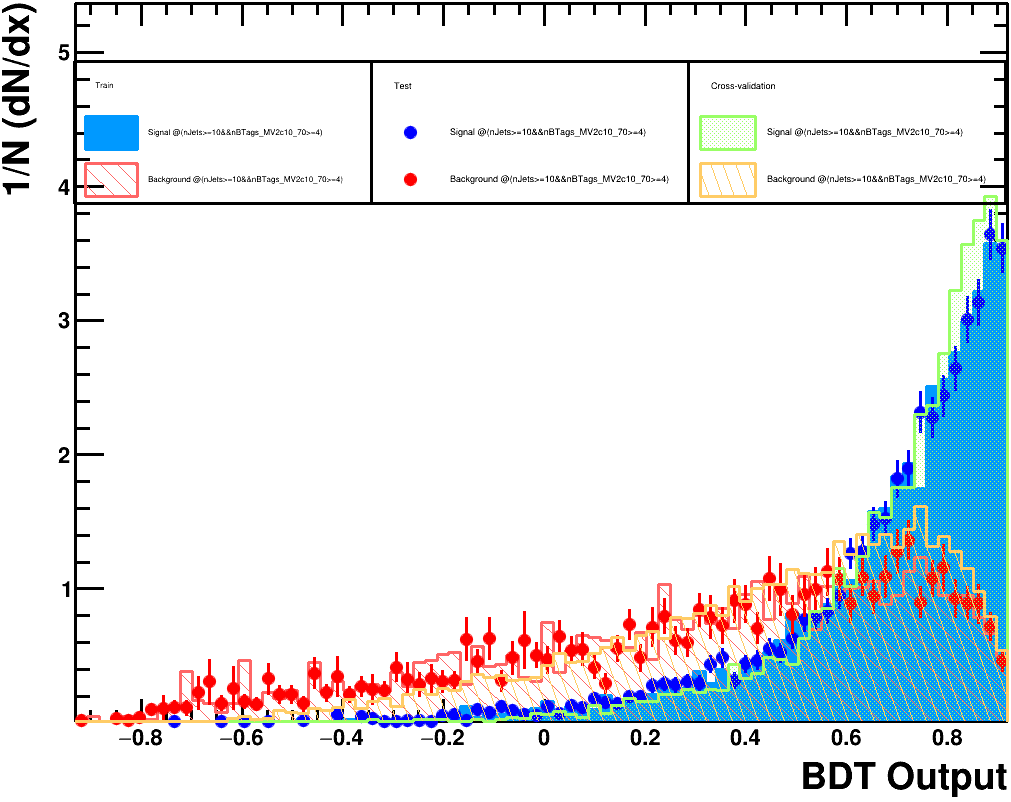 1/N (dN/dx)
5
4
3
2
1
Train
Signal @(nJets>=10&&nBTags_MV2c10_70>=4)
Background @(nJets>=10&&nBTags_MV2c10_70>=4)
Test
Signal @(nJets>=10&&nBTags_MV2c10_70>=4)
Background @(nJets>=10&&nBTags_MV2c10_70>=4)
Cross-validation
Signal @(nJets>=10&&nBTags_MV2c10_70>=4)
Background @(nJets>=10&&nBTags_MV2c10_70>=4)
−0.8 −0.6 −0.4 −0.2 0 0.2 0.4 0.6 0.8
BDT Output